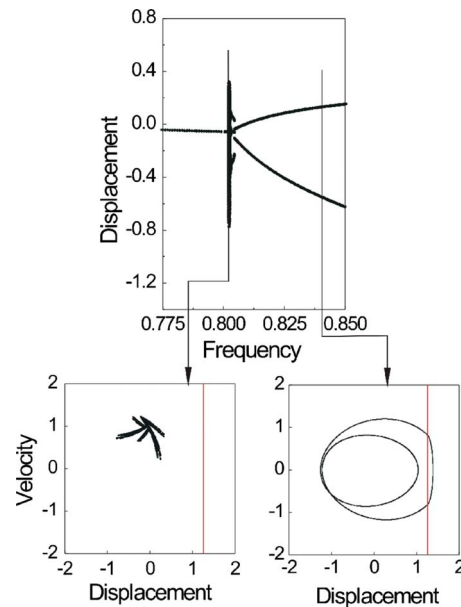 0.8
0.4
0.0
-0.4
-0.8
-1.2
Displacement
0.775 0.800 0.825 0.850
Frequency
2
1
0
-1
-2
Velocity
-2 -1 0 1 2
Displacement
2
1
0
-1
-2
-2 -1 0 1 2
Displacement